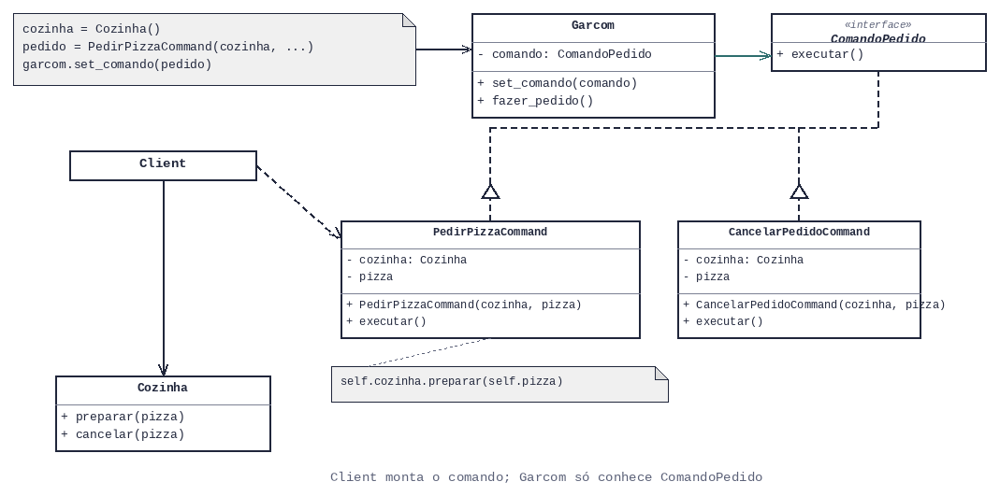 cozinha = Cozinha()
pedido = PedirPizzaCommand(cozinha, ...)
garcom.set_comando(pedido)
Garcom
- comando: ComandoPedido
+ set_comando(comando)
+ fazer_pedido()
«interface»
ComandoPedido
+ executar()
Client
PedirPizzaCommand
- cozinha: Cozinha
- pizza
+ PedirPizzaCommand(cozinha, pizza)
+ executar()
CancelarPedidoCommand
- cozinha: Cozinha
- pizza
+ CancelarPedidoCommand(cozinha, pizza)
+ executar()
self.cozinha.preparar(self.pizza)
Cozinha
+ preparar(pizza)
+ cancelar(pizza)
Client monta o comando; Garcom só conhece ComandoPedido